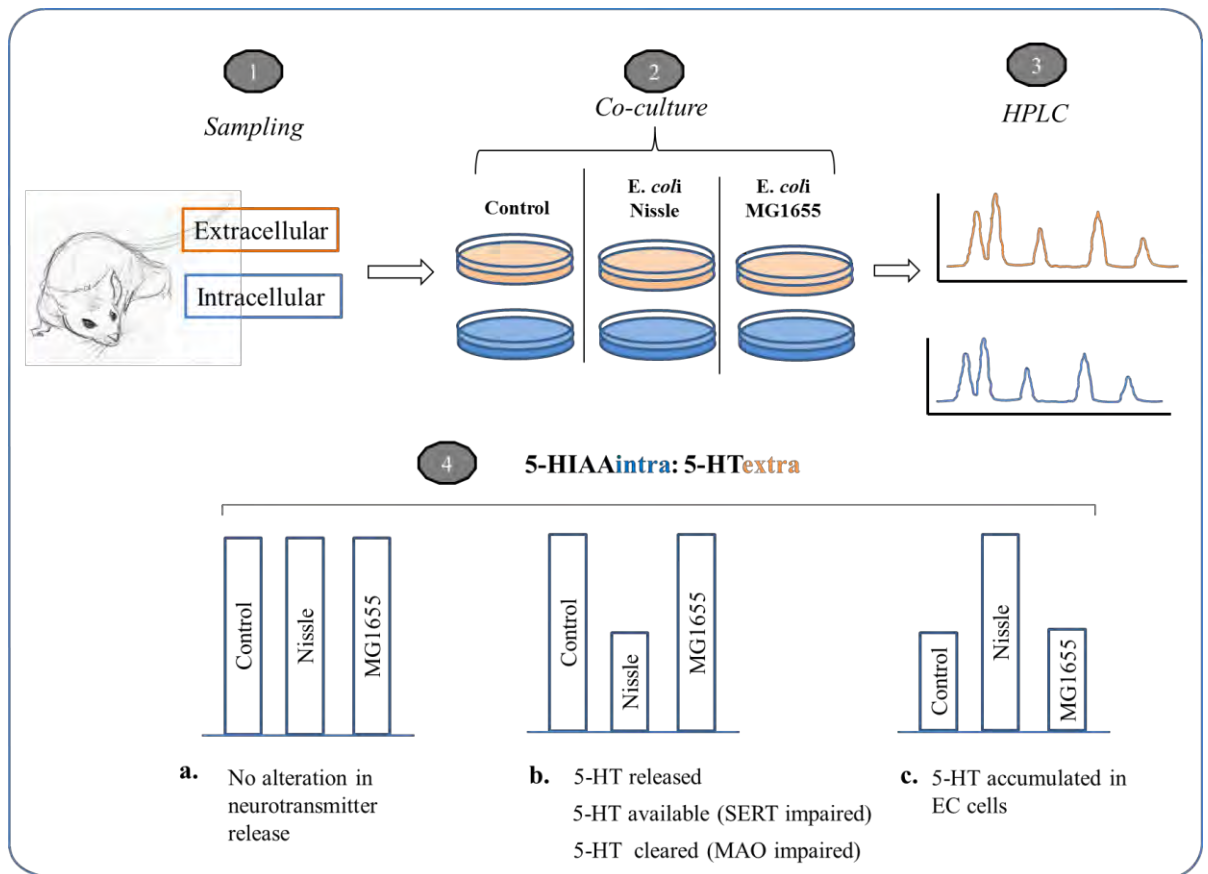 1
Sampling
Extracellular
Intracellular
2
Co-culture
Control
E. coli
Nissle
E. coli
MG1655
3
HPLC
4
5-HIAAintra: 5-HTextra
Control
Nissle
MG1655
a. No alteration in
neurotransmitter
release
Control
Nissle
MG1655
b. 5-HT released
5-HT available (SERT impaired)
5-HT cleared (MAO impaired)
Control
Nissle
MG1655
c. 5-HT accumulated in
EC cells